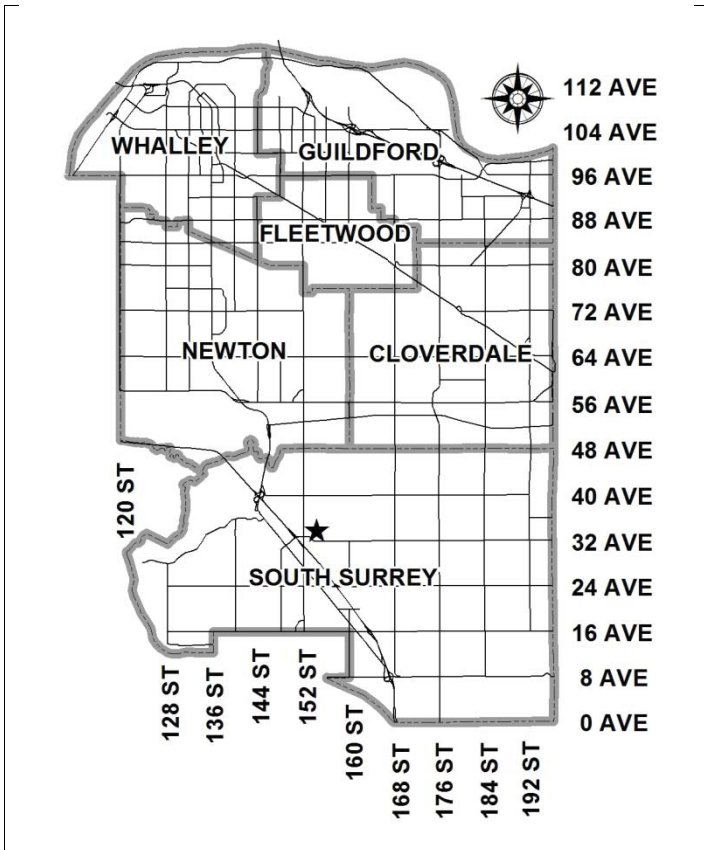 112 AVE
104 AVE
WHALLEY
GUILDFORD
96 AVE
88 AVE
FLEETWOOD
80 AVE
72 AVE
NEWTON
CLOVERDALE
64 AVE
56 AVE
48 AVE
120 ST
40 AVE
32 AVE
SOUTH SURREY
24 AVE
16 AVE
8 AVE
0 AVE
128 ST
136 ST
144 ST
152 ST
160 ST
168 ST
176 ST
184 ST
192 ST